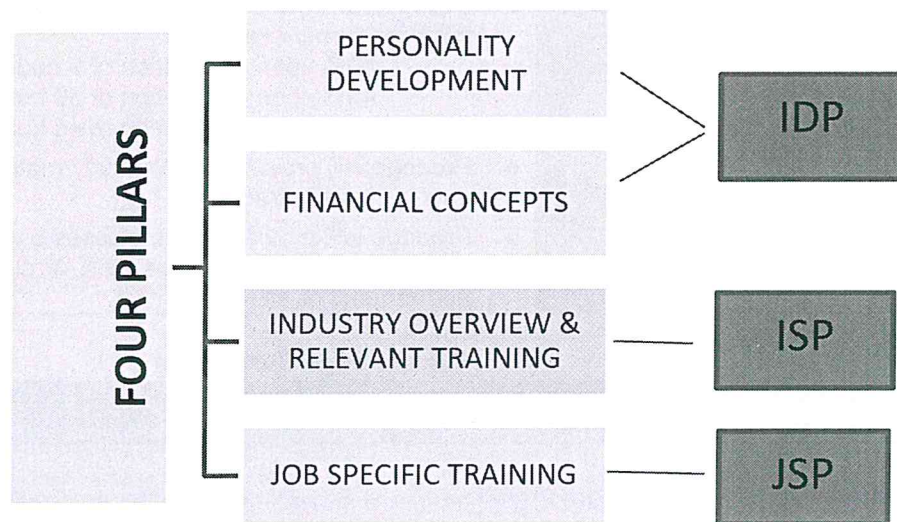 FOUR PILLARS
PERSONALITY
DEVELOPMENT
FINANCIAL CONCEPTS
INDUSTRY OVERVIEW &
RELEVANT TRAINING
JOB SPECIFIC TRAINING
IDP
ISP
JSP